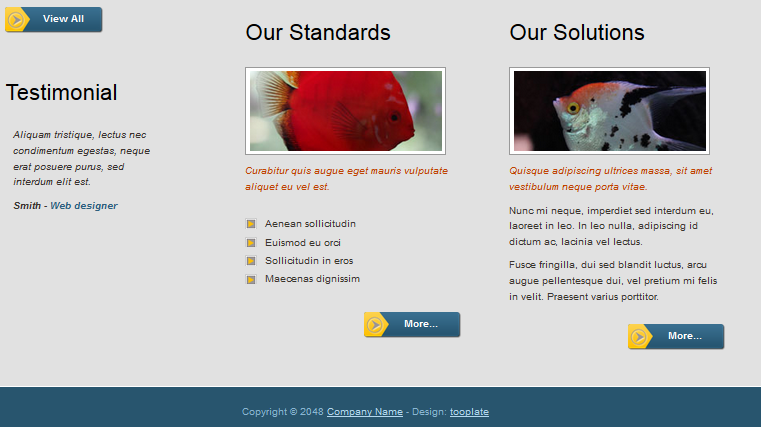 View All
Testimonial
Aliquam tristique, lectus nec
condimentum egestas, neque
erat posuere purus, sed
interdum elit est.
Smith - Web designer
Our Standards
Curabitur quis augue eget mauris vulputate
aliquet eu vel est.
Aenean sollicitudin
Euismod eu orci
Sollicitudin in eros
Maecenas dignissim
More...
Our Solutions
Quisque adipiscing ultrices massa, sit amet
vestibulum neque porta vitae.
Nunc mi neque, imperdiet sed interdum eu,
laoreet in leo. In leo nulla, adipiscing id
dictum ac, lacinia vel lectus.
Fusce fringilla, dui sed blandit luctus, arcu
augue pellentesque dui, vel pretium mi felis
in velit. Praesent varius porttitor.
More...
Copyright © 2048 Company Name - Design: tooplate